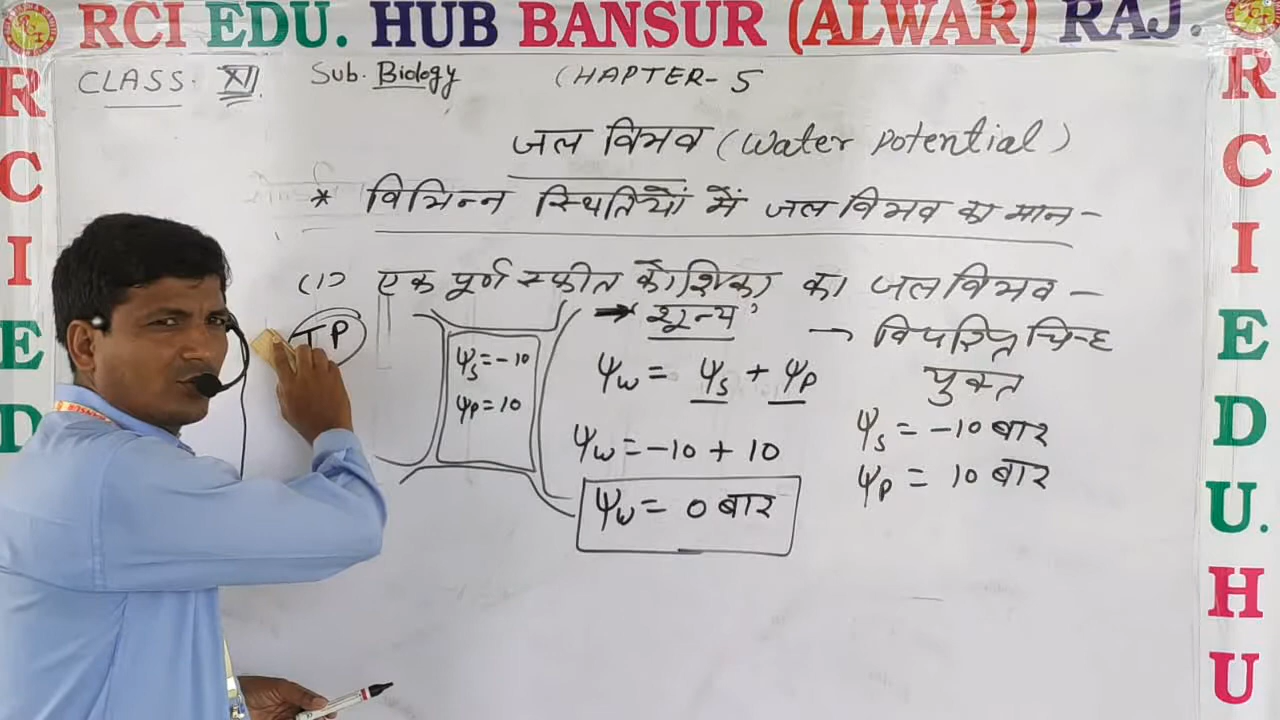 RCI EDU. HUB BANSUR (ALWAR) RAJ.
CLASS. XII. Sub. Biology CHAPTER-5
जल विभव (Water Potential)
* विभिन्न स्थितियों में जल विभव का मान-
(1) एक पूर्ण स्फीत कोशिका का जल विभव -
→ शून्य → विपरित चिन्ह
युक्त
TP
ψs = -10
ψp = 10
ψw = ψs + ψp
ψw = -10 + 10
ψw = 0 बार
ψs = -10 बार
ψp = 10 बार
R
C
I
E
D
R
C
I
E
D
U.
H
U